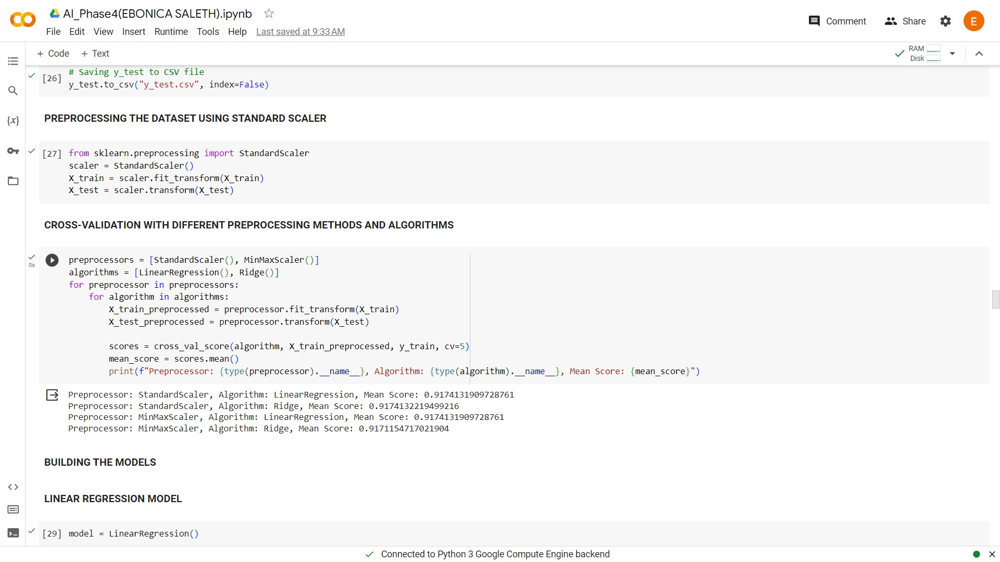 AI_Phase4(EBONICA SALETH).ipynb
Comment
Share
E
File Edit View Insert Runtime Tools Help Last saved at 9:33 AM
+ Code + Text
RAM
Disk
[26]
# Saving y_test to CSV file
y_test.to_csv("y_test.csv", index=False)
PREPROCESSING THE DATASET USING STANDARD SCALER
{x}
[27] from sklearn.preprocessing import StandardScaler
scaler = StandardScaler()
X_train = scaler.fit_transform(X_train)
X_test = scaler.transform(X_test)
CROSS-VALIDATION WITH DIFFERENT PREPROCESSING METHODS AND ALGORITHMS
0s
preprocessors = [StandardScaler(), MinMaxScaler()]
algorithms = [LinearRegression(), Ridge()]
for preprocessor in preprocessors:
    for algorithm in algorithms:
        X_train_preprocessed = preprocessor.fit_transform(X_train)
        X_test_preprocessed = preprocessor.transform(X_test)
        scores = cross_val_score(algorithm, X_train_preprocessed, y_train, cv=5)
        mean_score = scores.mean()
        print(f"Preprocessor: {type(preprocessor).__name__}, Algorithm: {type(algorithm).__name__}, Mean Score: {mean_score}")
Preprocessor: StandardScaler, Algorithm: LinearRegression, Mean Score: 0.9174131909728761
Preprocessor: StandardScaler, Algorithm: Ridge, Mean Score: 0.9174132219499216
Preprocessor: MinMaxScaler, Algorithm: LinearRegression, Mean Score: 0.9174131909728761
Preprocessor: MinMaxScaler, Algorithm: Ridge, Mean Score: 0.9171154717021904
BUILDING THE MODELS
LINEAR REGRESSION MODEL
[29] model = LinearRegression()
Connected to Python 3 Google Compute Engine backend